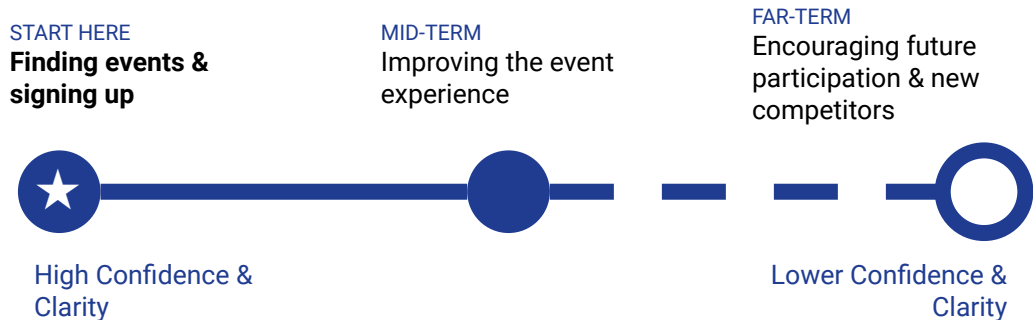 START HERE
Finding events &
signing up
MID-TERM
Improving the event
experience
FAR-TERM
Encouraging future
participation & new
competitors
High Confidence &
Clarity
Lower Confidence &
Clarity